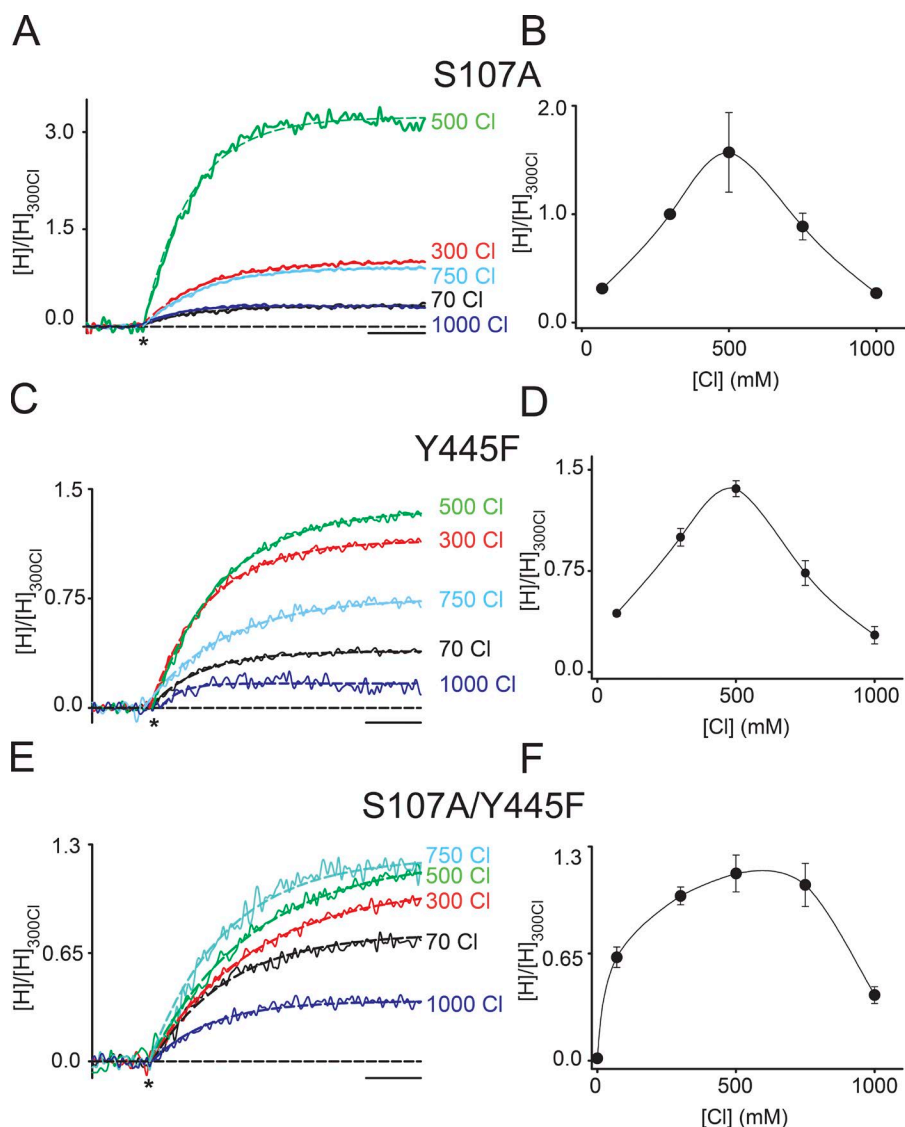 A
B
S107A
[H]/[H]300Cl
3.0
1.5
0.0
500 Cl
300 Cl
750 Cl
70 Cl
1000 Cl
*
[H]/[H]300Cl
2.0
1.0
0.0
0
500
1000
[Cl] (mM)
C
D
Y445F
[H]/[H]300Cl
1.5
0.75
0.0
500 Cl
300 Cl
750 Cl
70 Cl
1000 Cl
*
[H]/[H]300Cl
1.5
0.75
0.0
0
500
1000
[Cl] (mM)
E
F
S107A/Y445F
[H]/[H]300Cl
1.3
0.65
0.0
750 Cl
500 Cl
300 Cl
70 Cl
1000 Cl
*
[H]/[H]300Cl
1.3
0.65
0.0
0
500
1000
[Cl] (mM)